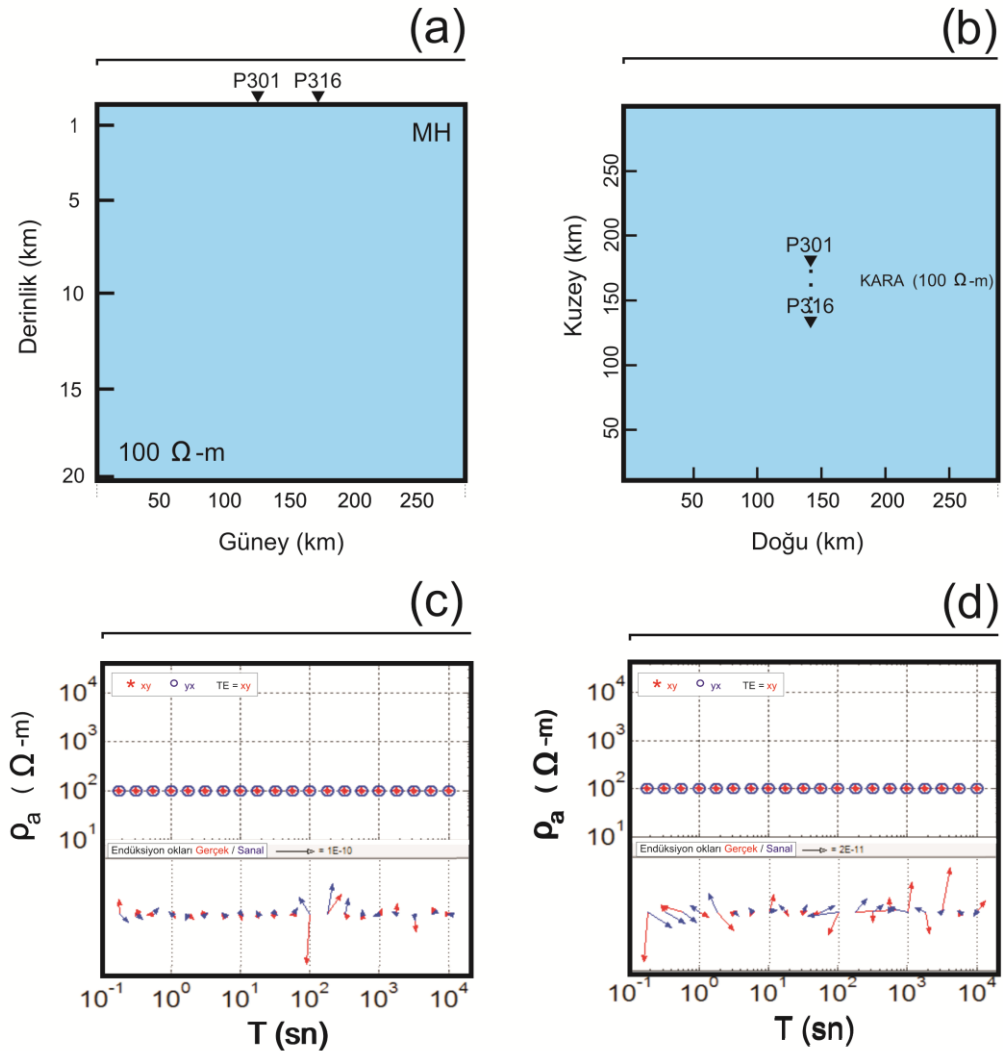 (a)
P301 P316
MH
1
5
10
15
20
Derinlik (km)
100 Ω-m
50 100 150 200 250
Güney (km)
(b)
250
200
150
100
50
Kuzey (km)
P301
KARA (100 Ω-m)
P316
50 100 150 200 250
Doğu (km)
(c)
* xy o yx TE = xy
10⁴
10³
10²
10¹
ρₐ (Ω-m)
Endüksiyon okları Gerçek / Sanal = 1E-10
10⁻¹ 10⁰ 10¹ 10² 10³ 10⁴
T (sn)
(d)
* xy o yx TE = xy
10⁴
10³
10²
10¹
ρₐ (Ω-m)
Endüksiyon okları Gerçek / Sanal = 2E-11
10⁻¹ 10⁰ 10¹ 10² 10³ 10⁴
T (sn)